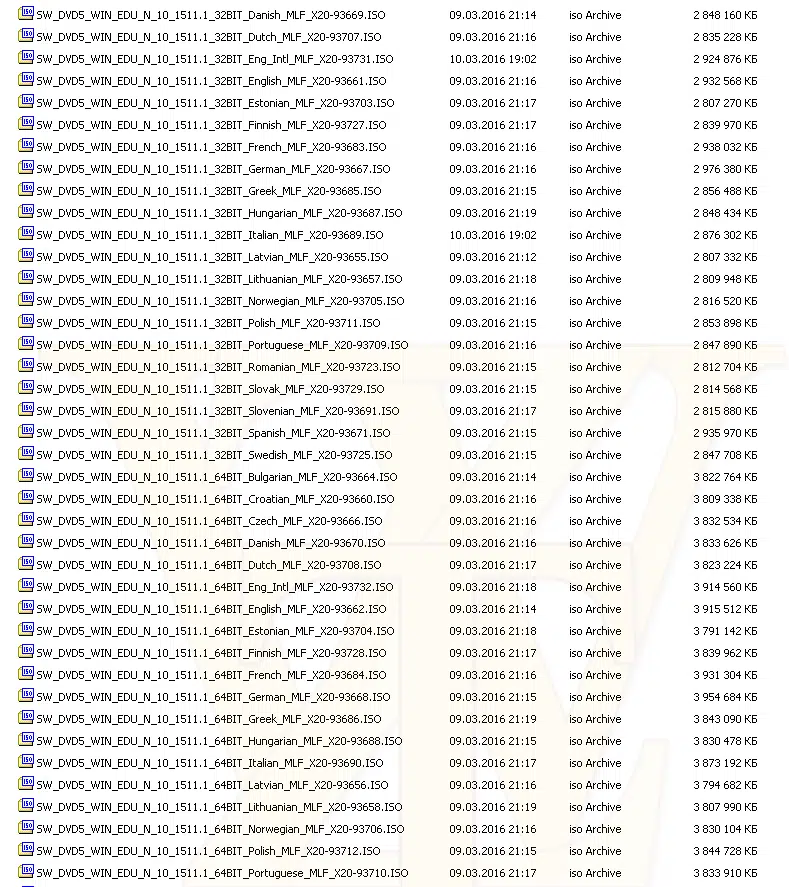 SW_DVD5_WIN_EDU_N_10_1511.1_32BIT_Danish_MLF_X20-93669.ISO 09.03.2016 21:14 iso Archive 2 848 160 КБ
SW_DVD5_WIN_EDU_N_10_1511.1_32BIT_Dutch_MLF_X20-93707.ISO 09.03.2016 21:16 iso Archive 2 835 228 КБ
SW_DVD5_WIN_EDU_N_10_1511.1_32BIT_Eng_Intl_MLF_X20-93731.ISO 10.03.2016 19:02 iso Archive 2 924 876 КБ
SW_DVD5_WIN_EDU_N_10_1511.1_32BIT_English_MLF_X20-93661.ISO 09.03.2016 21:16 iso Archive 2 932 568 КБ
SW_DVD5_WIN_EDU_N_10_1511.1_32BIT_Estonian_MLF_X20-93703.ISO 09.03.2016 21:17 iso Archive 2 807 270 КБ
SW_DVD5_WIN_EDU_N_10_1511.1_32BIT_Finnish_MLF_X20-93727.ISO 09.03.2016 21:17 iso Archive 2 839 970 КБ
SW_DVD5_WIN_EDU_N_10_1511.1_32BIT_French_MLF_X20-93683.ISO 09.03.2016 21:16 iso Archive 2 938 032 КБ
SW_DVD5_WIN_EDU_N_10_1511.1_32BIT_German_MLF_X20-93667.ISO 09.03.2016 21:16 iso Archive 2 976 380 КБ
SW_DVD5_WIN_EDU_N_10_1511.1_32BIT_Greek_MLF_X20-93685.ISO 09.03.2016 21:15 iso Archive 2 856 488 КБ
SW_DVD5_WIN_EDU_N_10_1511.1_32BIT_Hungarian_MLF_X20-93687.ISO 09.03.2016 21:19 iso Archive 2 848 434 КБ
SW_DVD5_WIN_EDU_N_10_1511.1_32BIT_Italian_MLF_X20-93689.ISO 10.03.2016 19:02 iso Archive 2 876 302 КБ
SW_DVD5_WIN_EDU_N_10_1511.1_32BIT_Latvian_MLF_X20-93655.ISO 09.03.2016 21:12 iso Archive 2 807 332 КБ
SW_DVD5_WIN_EDU_N_10_1511.1_32BIT_Lithuanian_MLF_X20-93657.ISO 09.03.2016 21:18 iso Archive 2 809 948 КБ
SW_DVD5_WIN_EDU_N_10_1511.1_32BIT_Norwegian_MLF_X20-93705.ISO 09.03.2016 21:16 iso Archive 2 816 520 КБ
SW_DVD5_WIN_EDU_N_10_1511.1_32BIT_Polish_MLF_X20-93711.ISO 09.03.2016 21:15 iso Archive 2 853 898 КБ
SW_DVD5_WIN_EDU_N_10_1511.1_32BIT_Portuguese_MLF_X20-93709.ISO 09.03.2016 21:16 iso Archive 2 847 890 КБ
SW_DVD5_WIN_EDU_N_10_1511.1_32BIT_Romanian_MLF_X20-93723.ISO 09.03.2016 21:15 iso Archive 2 812 704 КБ
SW_DVD5_WIN_EDU_N_10_1511.1_32BIT_Slovak_MLF_X20-93729.ISO 09.03.2016 21:15 iso Archive 2 814 568 КБ
SW_DVD5_WIN_EDU_N_10_1511.1_32BIT_Slovenian_MLF_X20-93691.ISO 09.03.2016 21:17 iso Archive 2 815 880 КБ
SW_DVD5_WIN_EDU_N_10_1511.1_32BIT_Spanish_MLF_X20-93671.ISO 09.03.2016 21:15 iso Archive 2 935 970 КБ
SW_DVD5_WIN_EDU_N_10_1511.1_32BIT_Swedish_MLF_X20-93725.ISO 09.03.2016 21:15 iso Archive 2 847 708 КБ
SW_DVD5_WIN_EDU_N_10_1511.1_64BIT_Bulgarian_MLF_X20-93664.ISO 09.03.2016 21:14 iso Archive 3 822 764 КБ
SW_DVD5_WIN_EDU_N_10_1511.1_64BIT_Croatian_MLF_X20-93660.ISO 09.03.2016 21:16 iso Archive 3 809 338 КБ
SW_DVD5_WIN_EDU_N_10_1511.1_64BIT_Czech_MLF_X20-93666.ISO 09.03.2016 21:16 iso Archive 3 832 534 КБ
SW_DVD5_WIN_EDU_N_10_1511.1_64BIT_Danish_MLF_X20-93670.ISO 09.03.2016 21:16 iso Archive 3 833 626 КБ
SW_DVD5_WIN_EDU_N_10_1511.1_64BIT_Dutch_MLF_X20-93708.ISO 09.03.2016 21:17 iso Archive 3 823 224 КБ
SW_DVD5_WIN_EDU_N_10_1511.1_64BIT_Eng_Intl_MLF_X20-93732.ISO 09.03.2016 21:18 iso Archive 3 914 560 КБ
SW_DVD5_WIN_EDU_N_10_1511.1_64BIT_English_MLF_X20-93662.ISO 09.03.2016 21:14 iso Archive 3 915 512 КБ
SW_DVD5_WIN_EDU_N_10_1511.1_64BIT_Estonian_MLF_X20-93704.ISO 09.03.2016 21:18 iso Archive 3 791 142 КБ
SW_DVD5_WIN_EDU_N_10_1511.1_64BIT_Finnish_MLF_X20-93728.ISO 09.03.2016 21:17 iso Archive 3 839 962 КБ
SW_DVD5_WIN_EDU_N_10_1511.1_64BIT_French_MLF_X20-93684.ISO 09.03.2016 21:16 iso Archive 3 931 304 КБ
SW_DVD5_WIN_EDU_N_10_1511.1_64BIT_German_MLF_X20-93668.ISO 09.03.2016 21:15 iso Archive 3 954 684 КБ
SW_DVD5_WIN_EDU_N_10_1511.1_64BIT_Greek_MLF_X20-93686.ISO 09.03.2016 21:19 iso Archive 3 843 090 КБ
SW_DVD5_WIN_EDU_N_10_1511.1_64BIT_Hungarian_MLF_X20-93688.ISO 09.03.2016 21:15 iso Archive 3 830 478 КБ
SW_DVD5_WIN_EDU_N_10_1511.1_64BIT_Italian_MLF_X20-93690.ISO 09.03.2016 21:17 iso Archive 3 873 192 КБ
SW_DVD5_WIN_EDU_N_10_1511.1_64BIT_Latvian_MLF_X20-93656.ISO 09.03.2016 21:16 iso Archive 3 794 682 КБ
SW_DVD5_WIN_EDU_N_10_1511.1_64BIT_Lithuanian_MLF_X20-93658.ISO 09.03.2016 21:19 iso Archive 3 807 990 КБ
SW_DVD5_WIN_EDU_N_10_1511.1_64BIT_Norwegian_MLF_X20-93706.ISO 09.03.2016 21:16 iso Archive 3 830 104 КБ
SW_DVD5_WIN_EDU_N_10_1511.1_64BIT_Polish_MLF_X20-93712.ISO 09.03.2016 21:15 iso Archive 3 844 728 КБ
SW_DVD5_WIN_EDU_N_10_1511.1_64BIT_Portuguese_MLF_X20-93710.ISO 09.03.2016 21:17 iso Archive 3 833 910 КБ